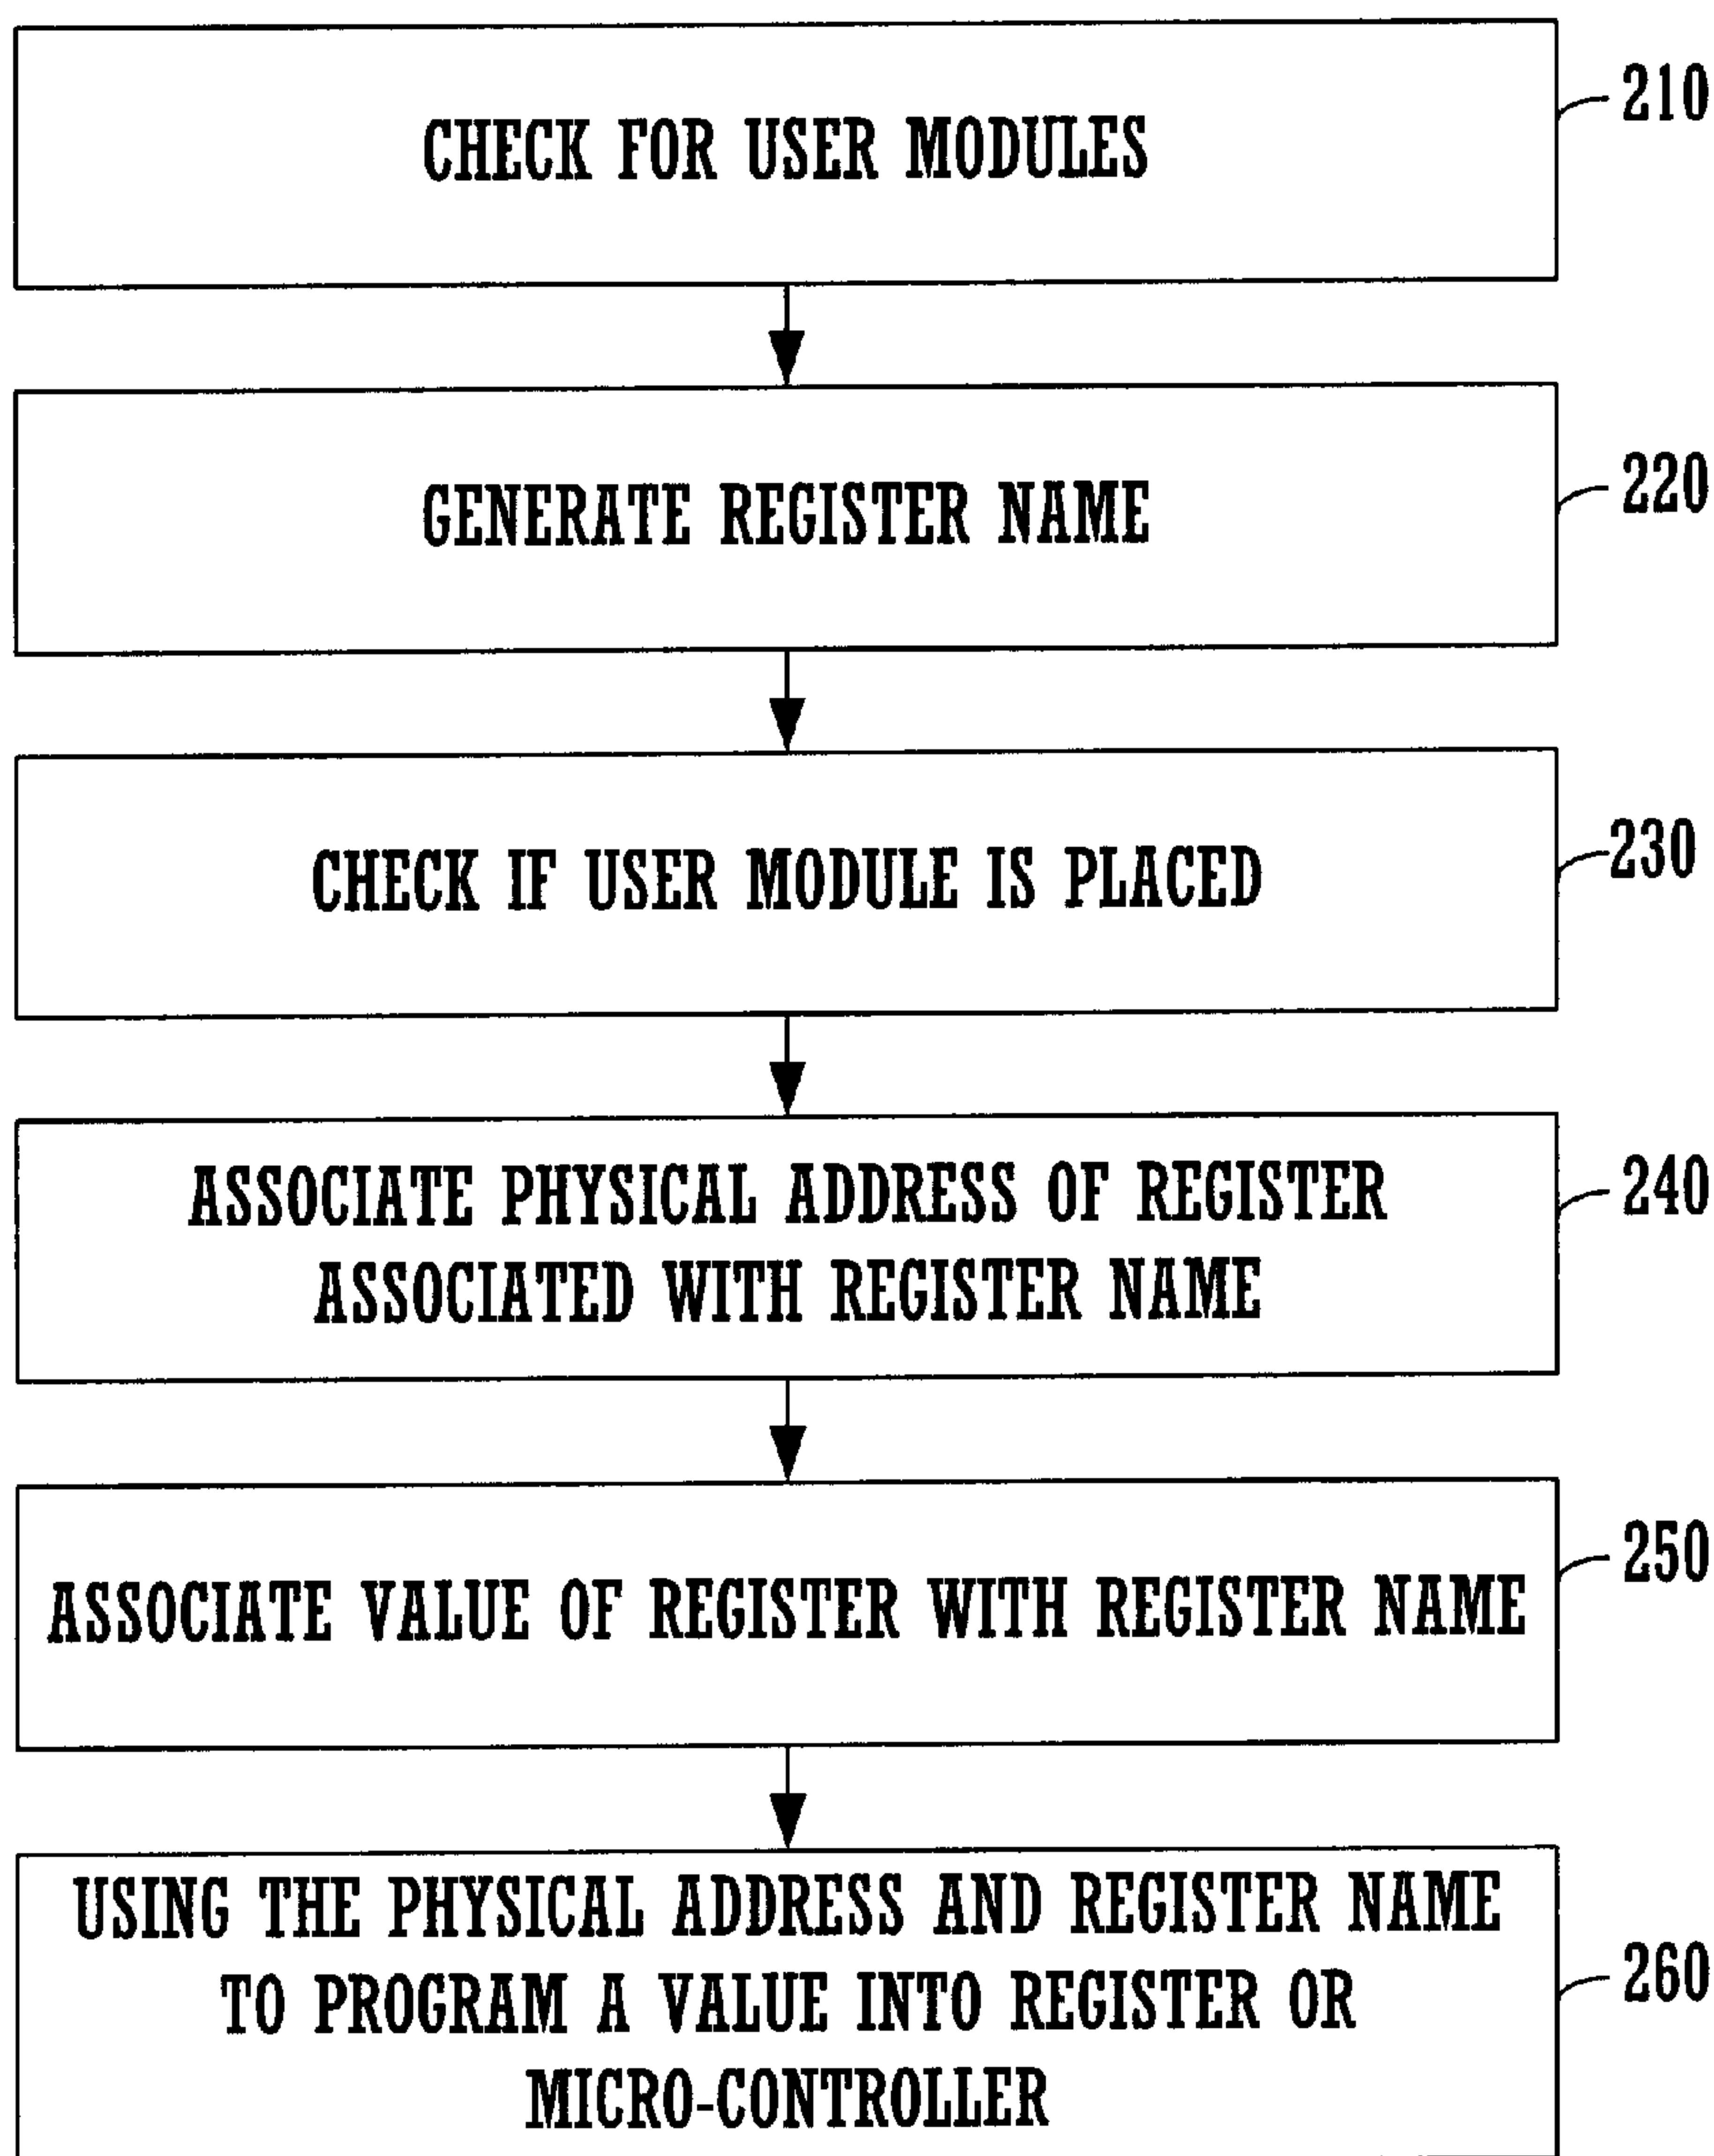 CHECK FOR USER MODULES
210
GENERATE REGISTER NAME
220
CHECK IF USER MODULE IS PLACED
230
ASSOCIATE PHYSICAL ADDRESS OF REGISTER
ASSOCIATED WITH REGISTER NAME
240
ASSOCIATE VALUE OF REGISTER WITH REGISTER NAME
250
USING THE PHYSICAL ADDRESS AND REGISTER NAME
TO PROGRAM A VALUE INTO REGISTER OR
MICRO-CONTROLLER
260